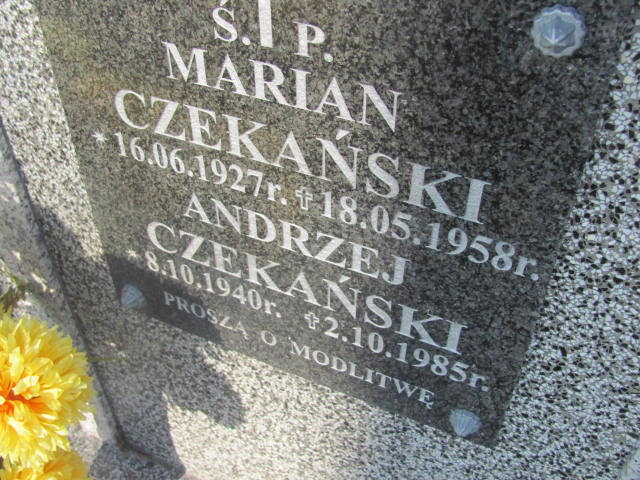 Ś. † P.
MARIAN
CZEKAŃSKI
* 16.06.1927r. † 18.05.1958r.
ANDRZEJ
CZEKAŃSKI
* 8.10.1940r. † 2.10.1985r.
PROSZĄ O MODLITWĘ